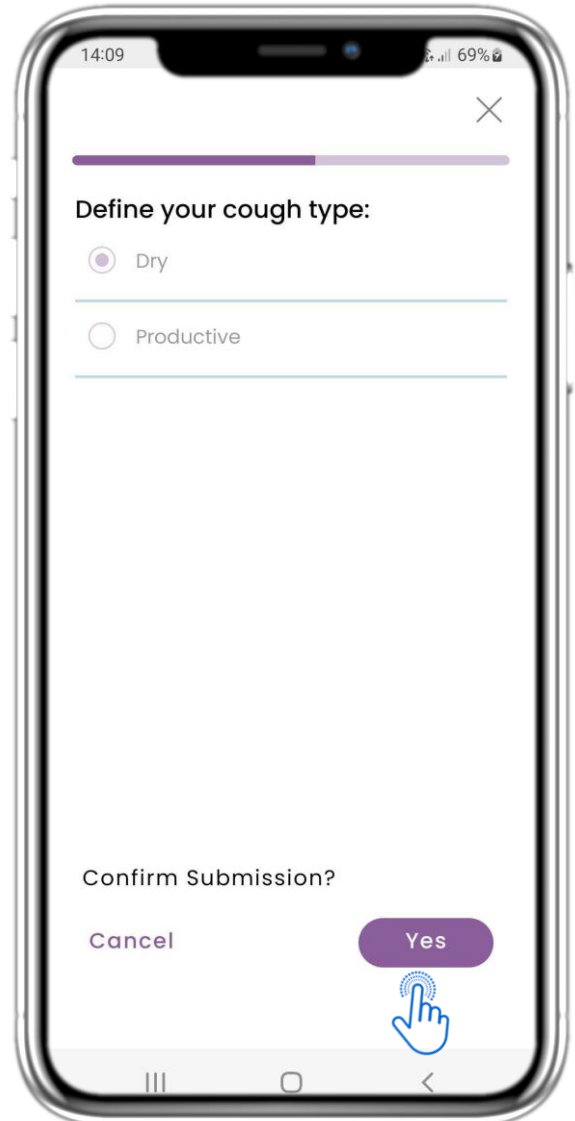 14:09
69%
Define your cough type:
Dry
Productive
Confirm Submission?
Cancel
Yes